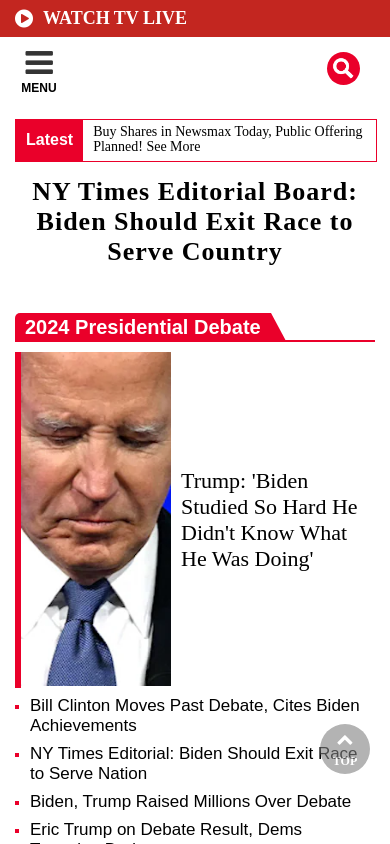 WATCH TV LIVE
MENU
Latest
Buy Shares in Newsmax Today, Public Offering
Planned! See More
NY Times Editorial Board:
Biden Should Exit Race to
Serve Country
2024 Presidential Debate
Trump: 'Biden
Studied So Hard He
Didn't Know What
He Was Doing'
Bill Clinton Moves Past Debate, Cites Biden
Achievements
NY Times Editorial: Biden Should Exit Race
to Serve Nation
TOP
Biden, Trump Raised Millions Over Debate
Eric Trump on Debate Result, Dems